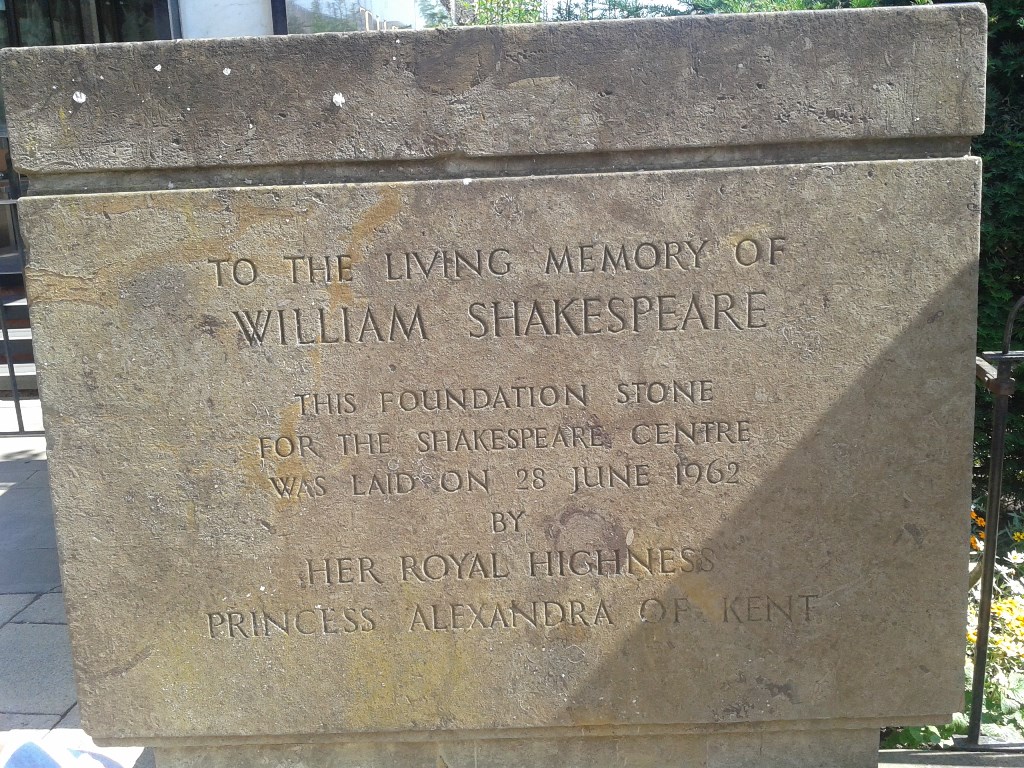 TO THE LIVING MEMORY OF
WILLIAM SHAKESPEARE
THIS FOUNDATION STONE
FOR THE SHAKESPEARE CENTRE
WAS LAID ON 28 JUNE 1962
BY
HER ROYAL HIGHNESS
PRINCESS ALEXANDRA OF KENT